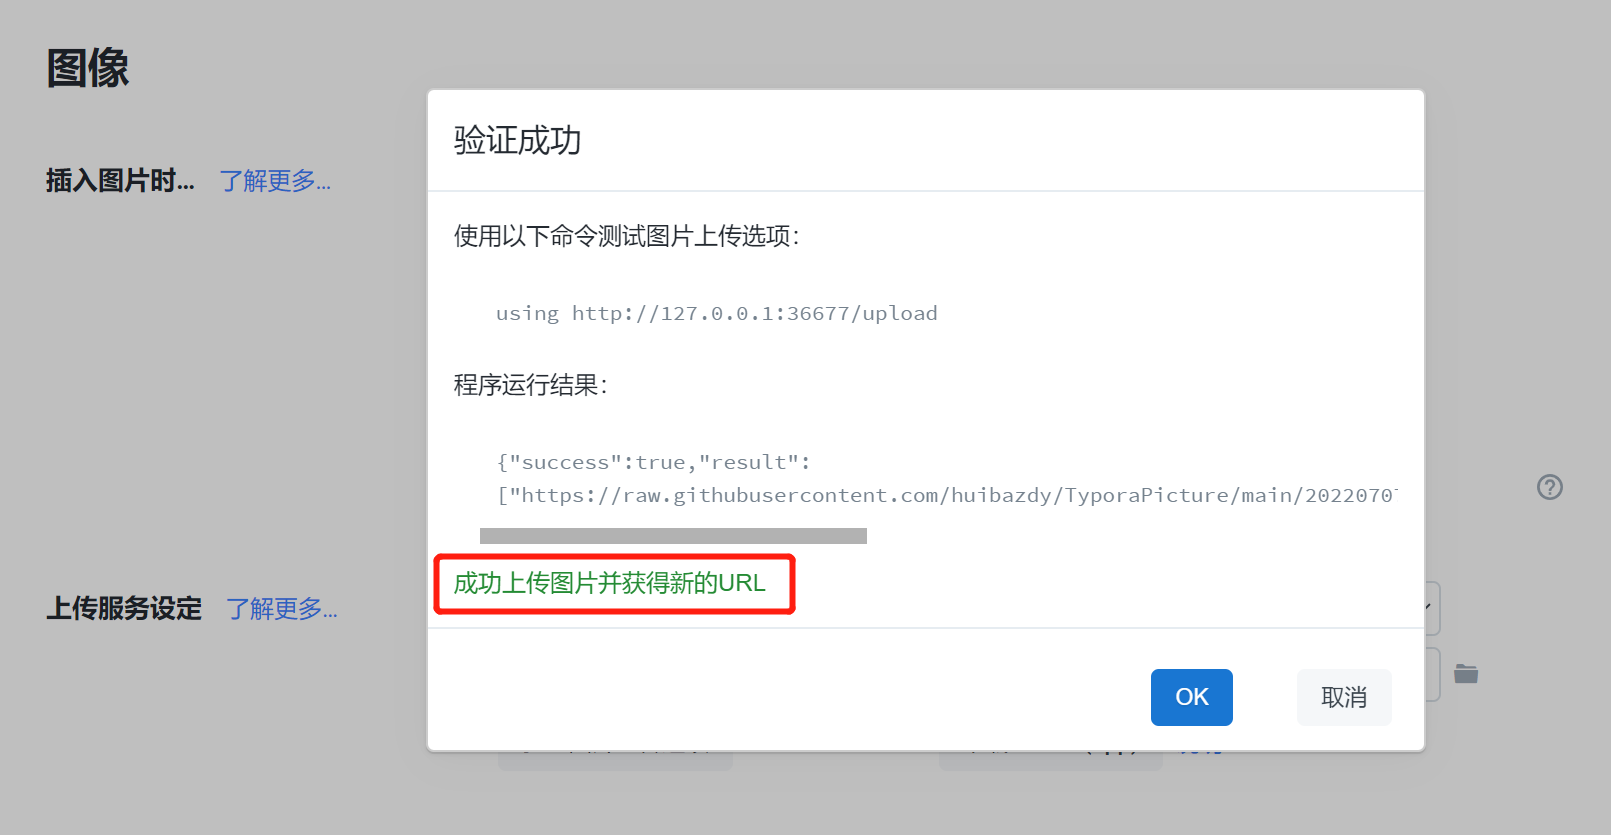 图像
验证成功
插入图片时... 了解更多...
使用以下命令测试图片上传选项：
using http://127.0.0.1:36677/upload
程序运行结果：
{"success":true,"result":
["https://raw.githubusercontent.com/huibazdy/TyporaPicture/main/2022070
成功上传图片并获得新的URL
上传服务设定 了解更多...
OK 取消